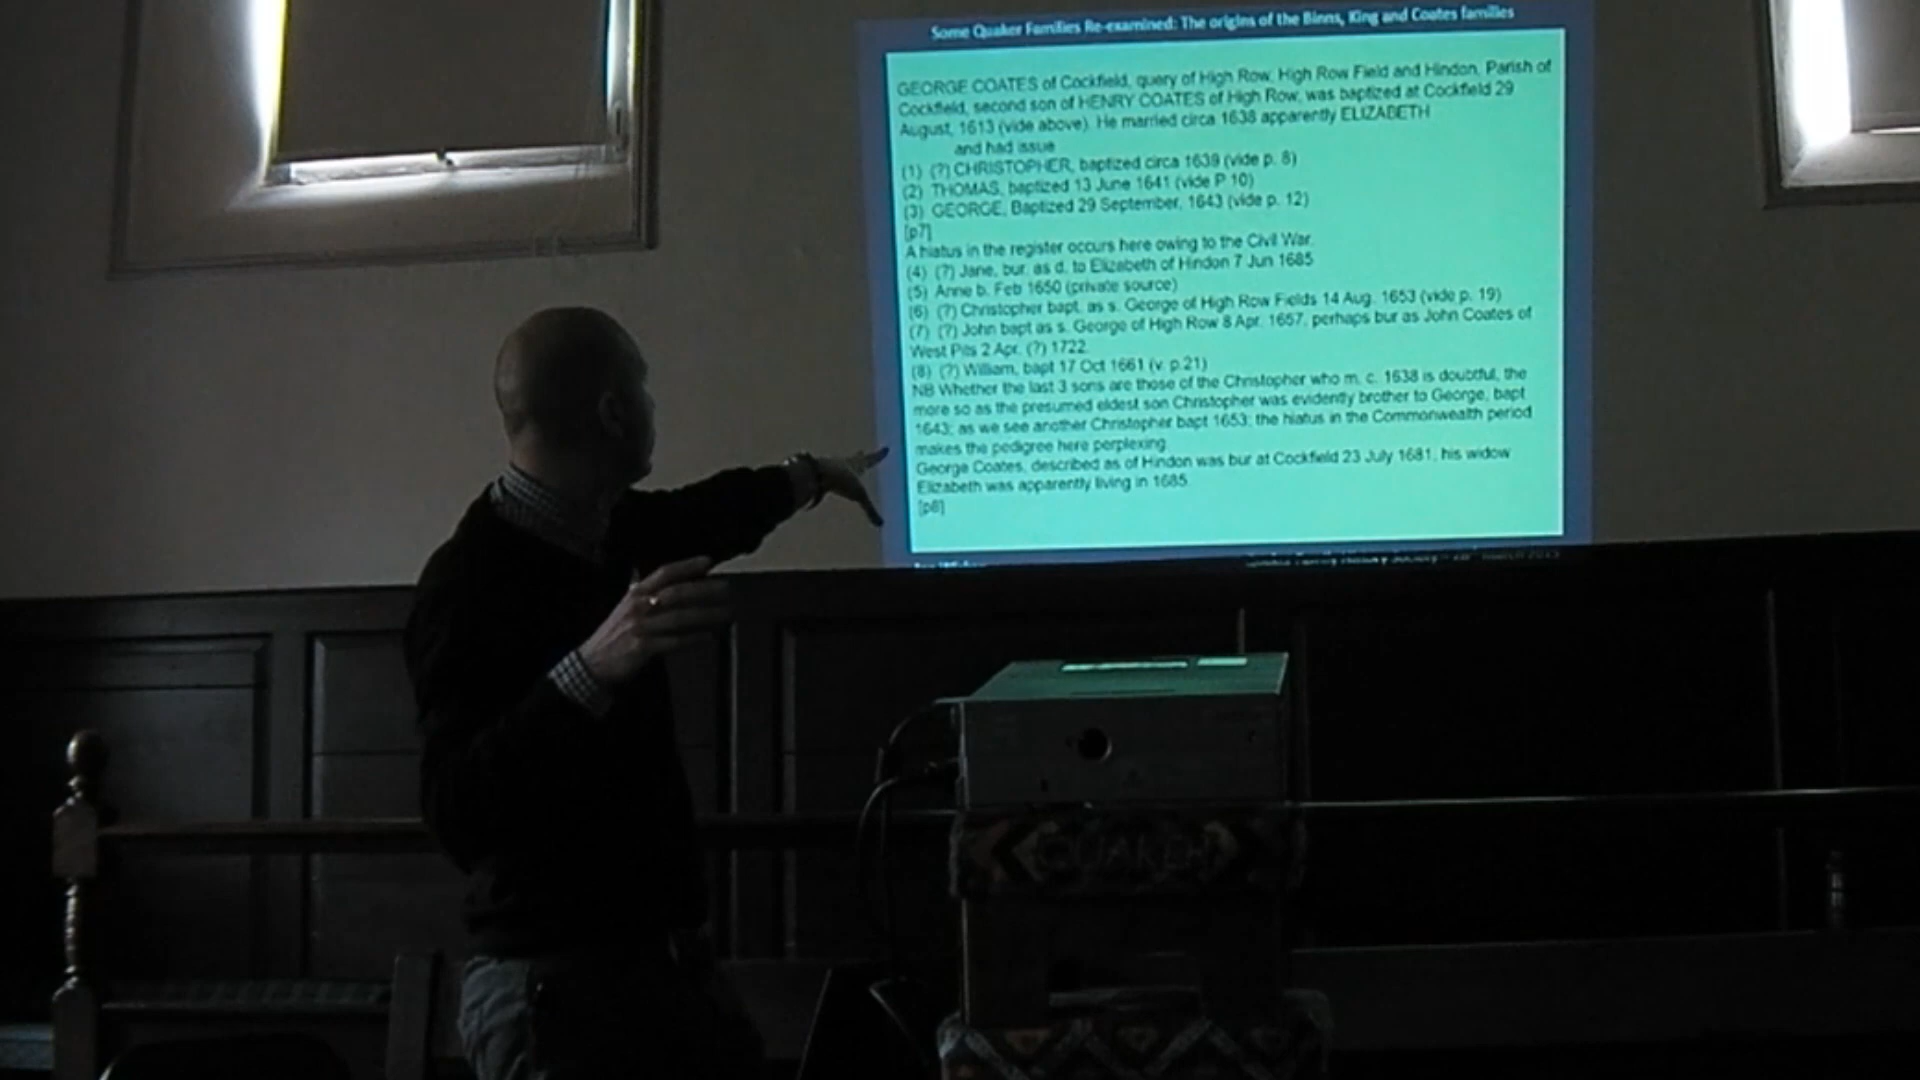 Some Quaker Families Re-examined: The origins of the Binns, King and Coates families
GEORGE COATES of Cockfield, query of High Row, High Row Field and Hindon, Parish of
Cockfield, second son of HENRY COATES of High Row, was baptized at Cockfield 29
August, 1613 (vide above). He married circa 1638 apparently ELIZABETH
and had issue
(1) (?) CHRISTOPHER, baptized circa 1639 (vide p. 8)
(2) THOMAS, baptized 13 June 1641 (vide P 10)
(3) GEORGE, Baptized 29 September, 1643 (vide p. 12)
[p7]
A hiatus in the register occurs here owing to the Civil War.
(4) (?) Jane, bur. as d. to Elizabeth of Hindon 7 Jun 1685
(5) Anne b. Feb 1650 (private source)
(6) (?) Christopher bapt. as s. George of High Row Fields 14 Aug. 1653 (vide p. 19)
(7) (?) John bapt as s. George of High Row 8 Apr. 1657, perhaps bur as John Coates of
West Pits 2 Apr. (?) 1722.
(8) (?) William, bapt 17 Oct 1661 (v. p.21)
NB Whether the last 3 sons are those of the Christopher who m. c. 1638 is doubtful, the
more so as the presumed eldest son Christopher was evidently brother to George, bapt
1643; as we see another Christopher bapt 1653; the hiatus in the Commonwealth period
makes the pedigree here perplexing.
George Coates, described as of Hindon was bur at Cockfield 23 July 1681, his widow
Elizabeth was apparently living in 1685.
[p8]
Quaker Family History Society – 28th March 2015
QUAKER